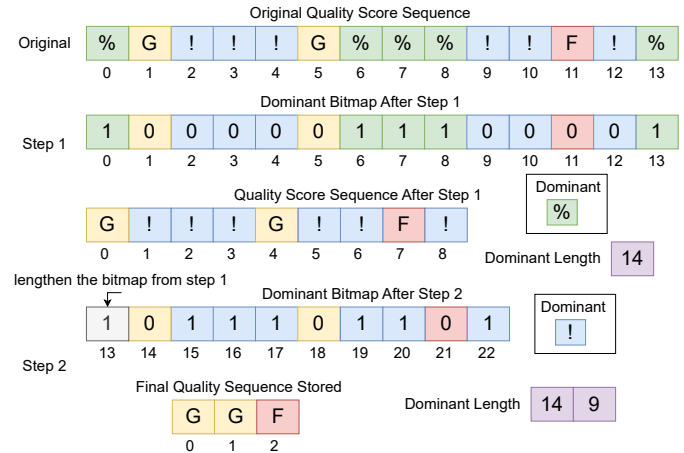 Original Quality Score Sequence
Original % G ! ! ! G % % % ! ! F ! %
0 1 2 3 4 5 6 7 8 9 10 11 12 13
Dominant Bitmap After Step 1
Step 1 1 0 0 0 0 0 1 1 1 0 0 0 0 1
0 1 2 3 4 5 6 7 8 9 10 11 12 13
Quality Score Sequence After Step 1
G ! ! ! G ! ! F !
0 1 2 3 4 5 6 7 8
Dominant
%
Dominant Length 14
lengthen the bitmap from step 1
Dominant Bitmap After Step 2
1 0 1 1 1 0 1 1 0 1
13 14 15 16 17 18 19 20 21 22
Dominant
!
Step 2
Final Quality Sequence Stored
G G F
0 1 2
Dominant Length 14 9